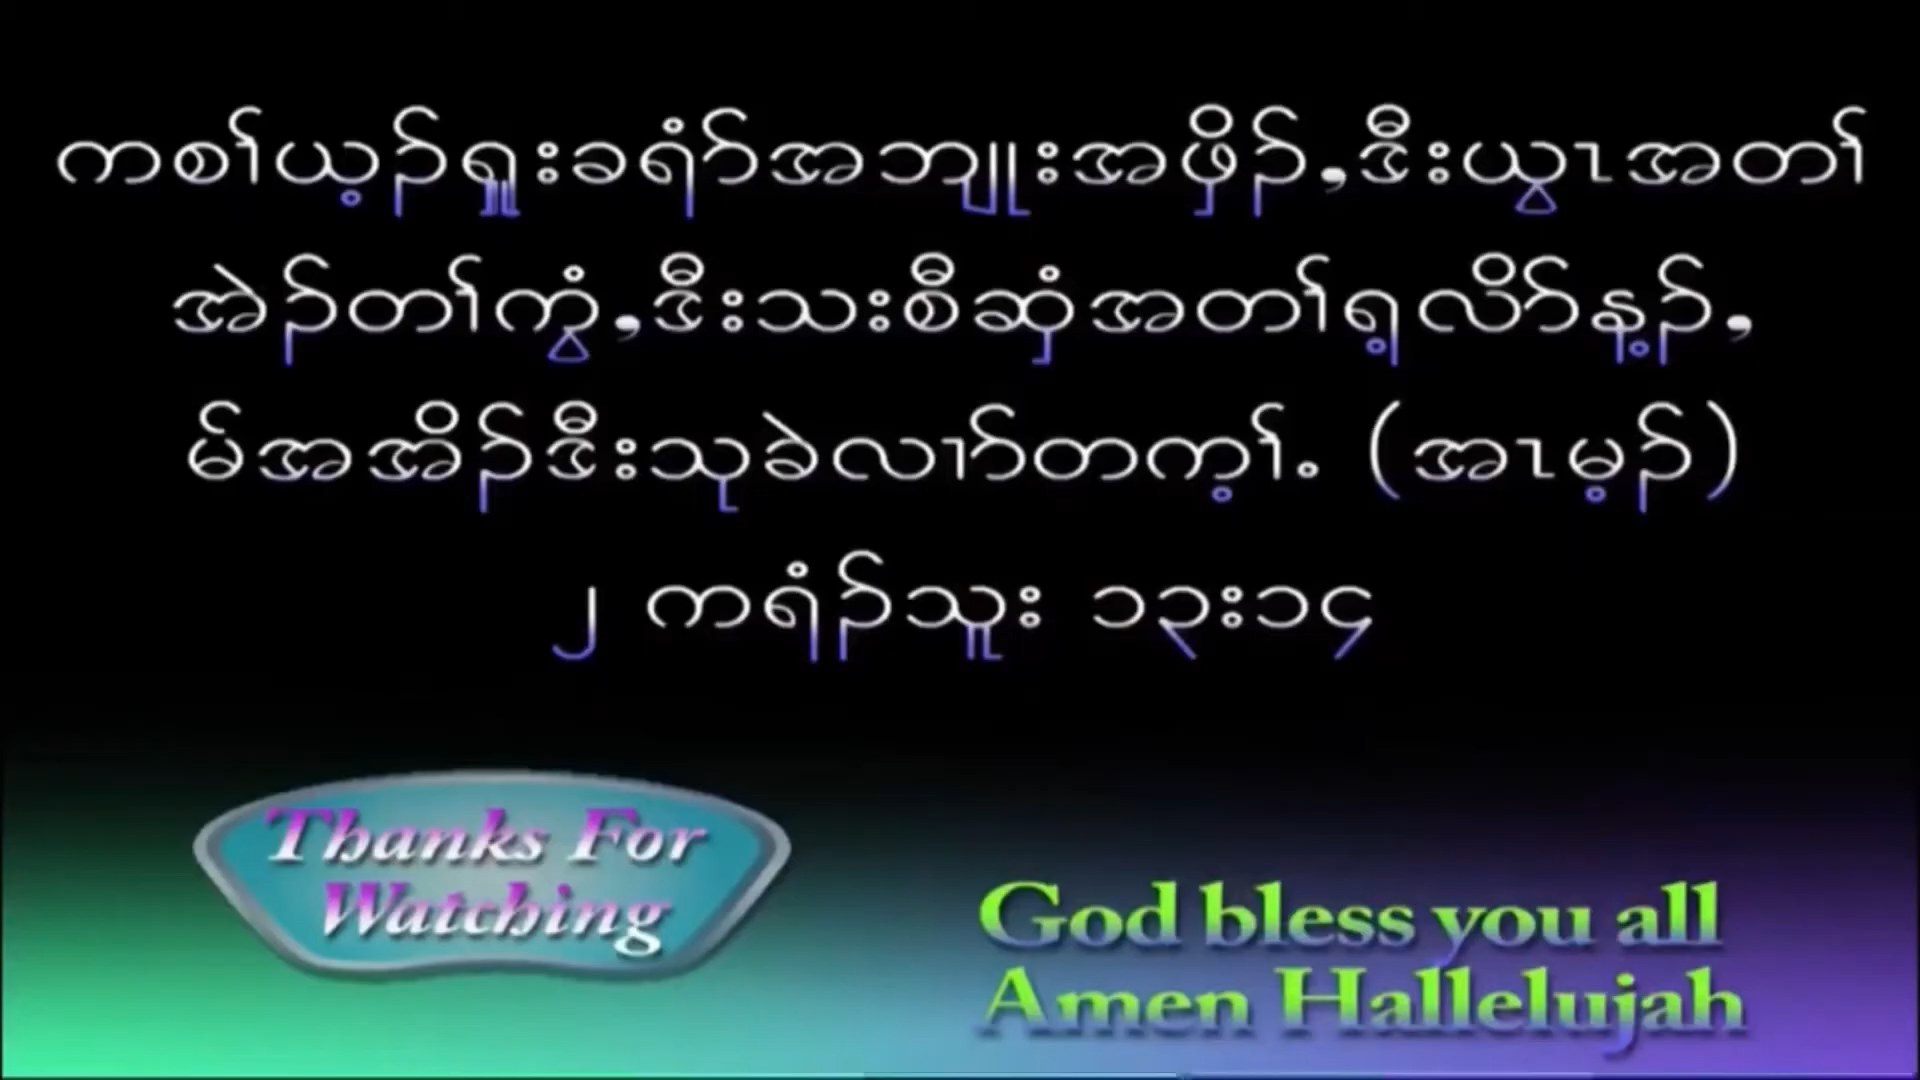 ကစၢ်ယ့ၣ်ရှူးခရံာ်အဘျုးအဖှိၣ်,ဒီးယွၤအတၢ်
အဲၣ်တၢ်ကွံ,ဒီးသးစီဆှံအတၢ်ရ့လိာ်န့ၣ်,
မ်အအိၣ်ဒီးသုခဲလၢာ်တက့ၢ်. (အၤမ့ၣ်)
၂ ကရံၣ်သူး ၁၃း၁၄
Thanks For
Watching
God bless you all
Amen Hallelujah